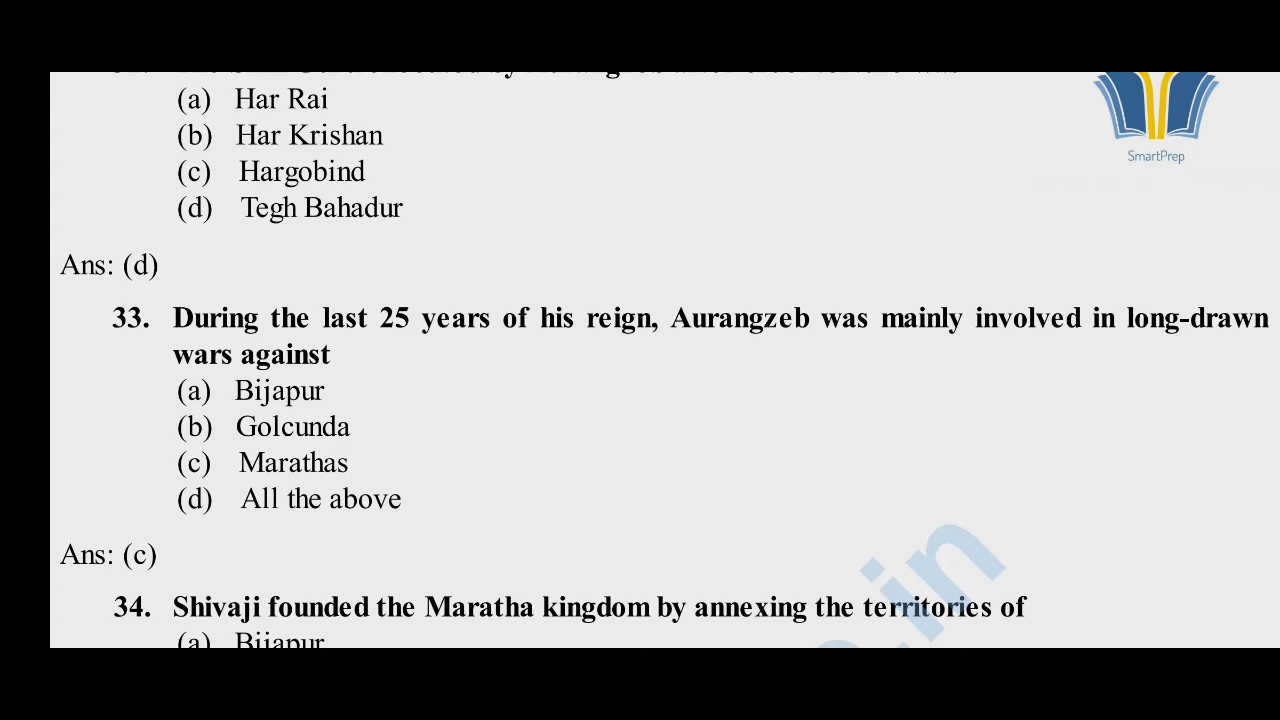 (a) Har Rai
(b) Har Krishan
(c) Hargobind
(d) Tegh Bahadur
SmartPrep
Ans: (d)
33. During the last 25 years of his reign, Aurangzeb was mainly involved in long-drawn
wars against
(a) Bijapur
(b) Golcunda
(c) Marathas
(d) All the above
Ans: (c)
34. Shivaji founded the Maratha kingdom by annexing the territories of
(a) Bijapur
.in